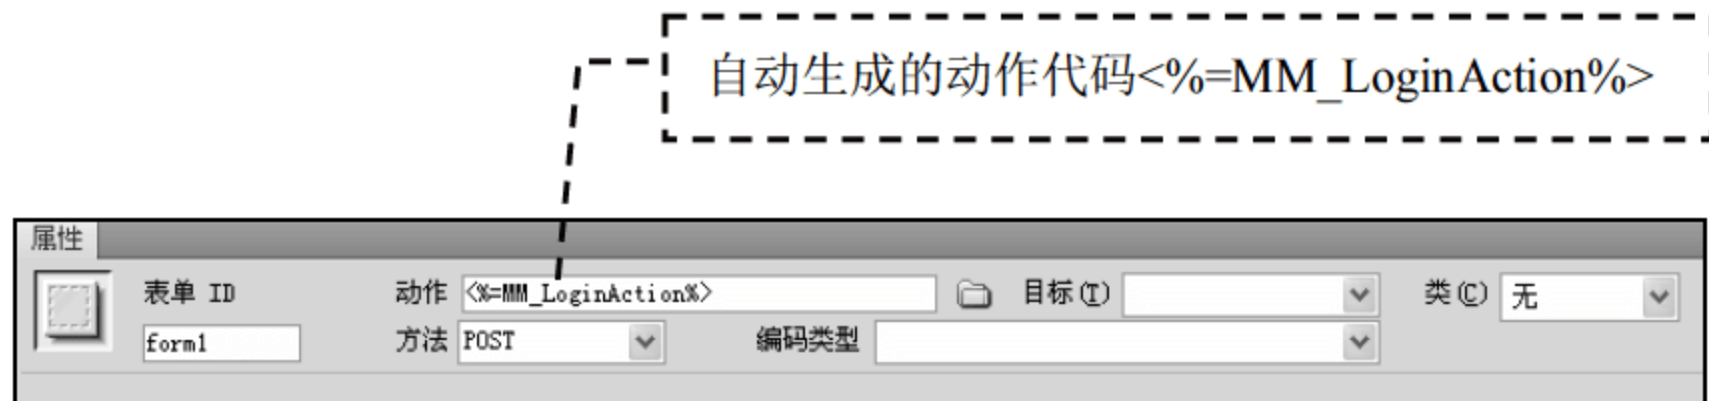 自动生成的动作代码<%=MM_LoginAction%>
属性
表单 ID 动作 <%=MM_LoginAction%> 目标(T) 类(C) 无
form1 方法 POST 编码类型